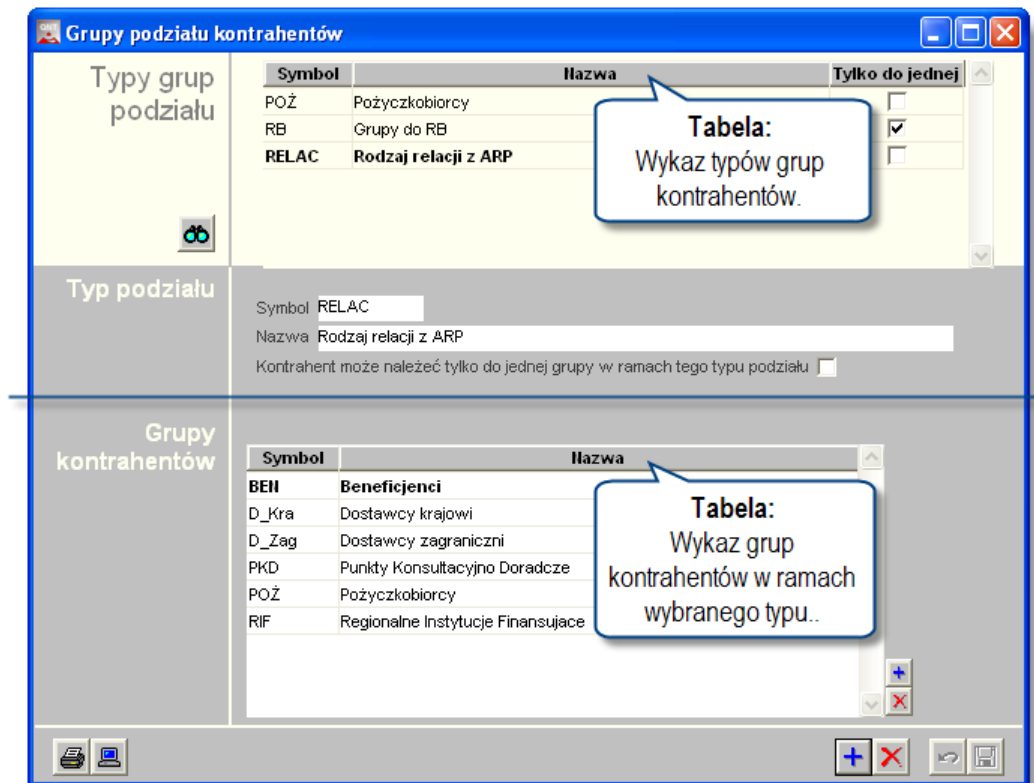 QNT Grupy podziału kontrahentów
Typy grup
podziału
Symbol Nazwa Tylko do jednej
POŻ Pożyczkobiorcy
RB Grupy do RB
RELAC Rodzaj relacji z ARP
Tabela:
Wykaz typów grup
kontrahentów.
Typ podziału
Symbol RELAC
Nazwa Rodzaj relacji z ARP
Kontrahent może należeć tylko do jednej grupy w ramach tego typu podziału
Grupy
kontrahentów
Symbol Nazwa
BEN Beneficjenci
D_Kra Dostawcy krajowi
D_Zag Dostawcy zagraniczni
PKD Punkty Konsultacyjno Doradcze
POŻ Pożyczkobiorcy
RIF Regionalne Instytucje Finansujace
Tabela:
Wykaz grup
kontrahentów w ramach
wybranego typu..